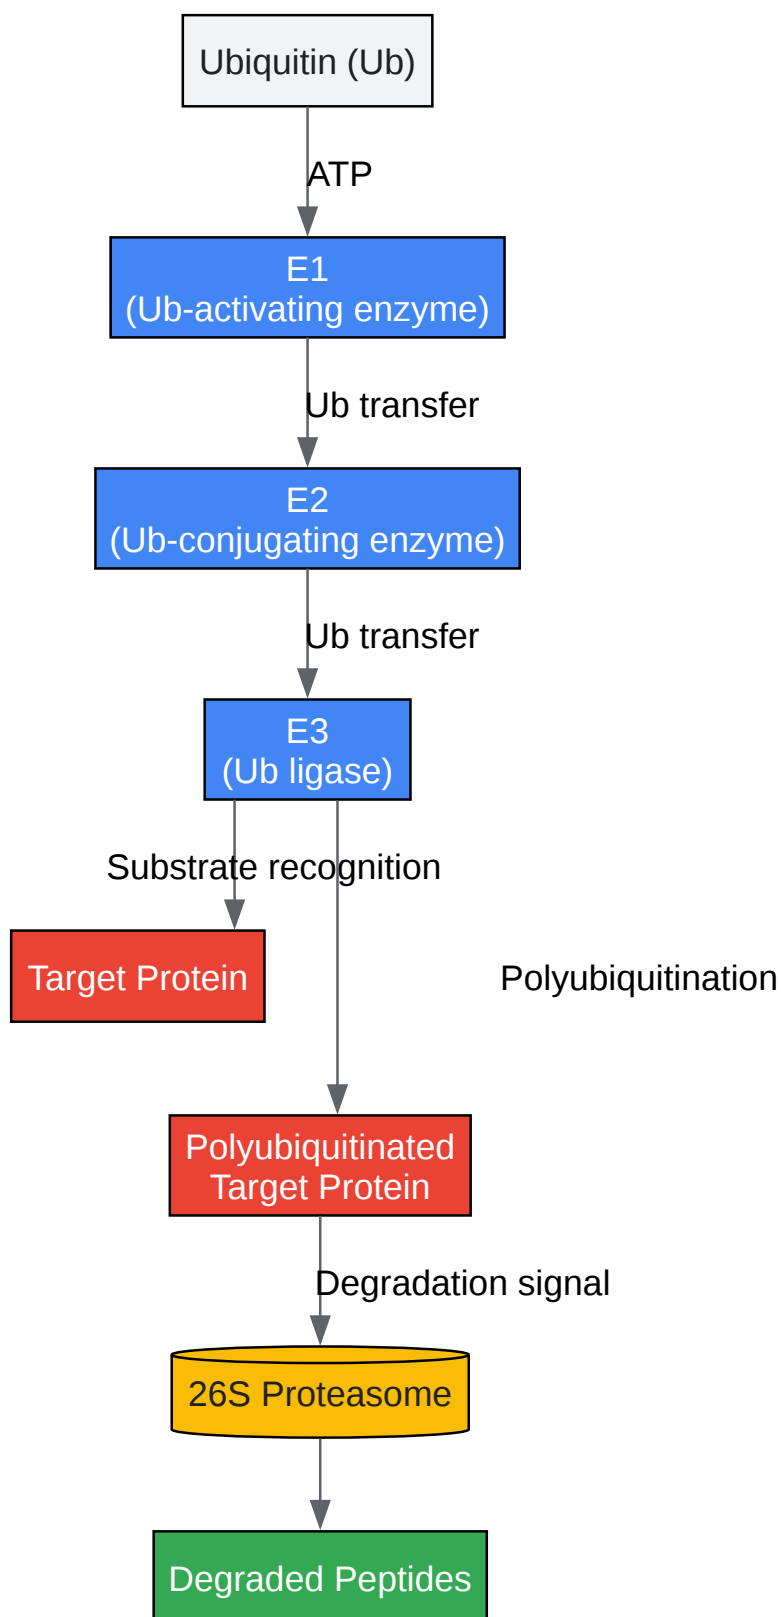 Ubiquitin (Ub)
ATP
E1
(Ub-activating enzyme)
Ub transfer
E2
(Ub-conjugating enzyme)
Ub transfer
E3
(Ub ligase)
Substrate recognition
Target Protein
Polyubiquitination
Polyubiquitinated
Target Protein
Degradation signal
26S Proteasome
Degraded Peptides